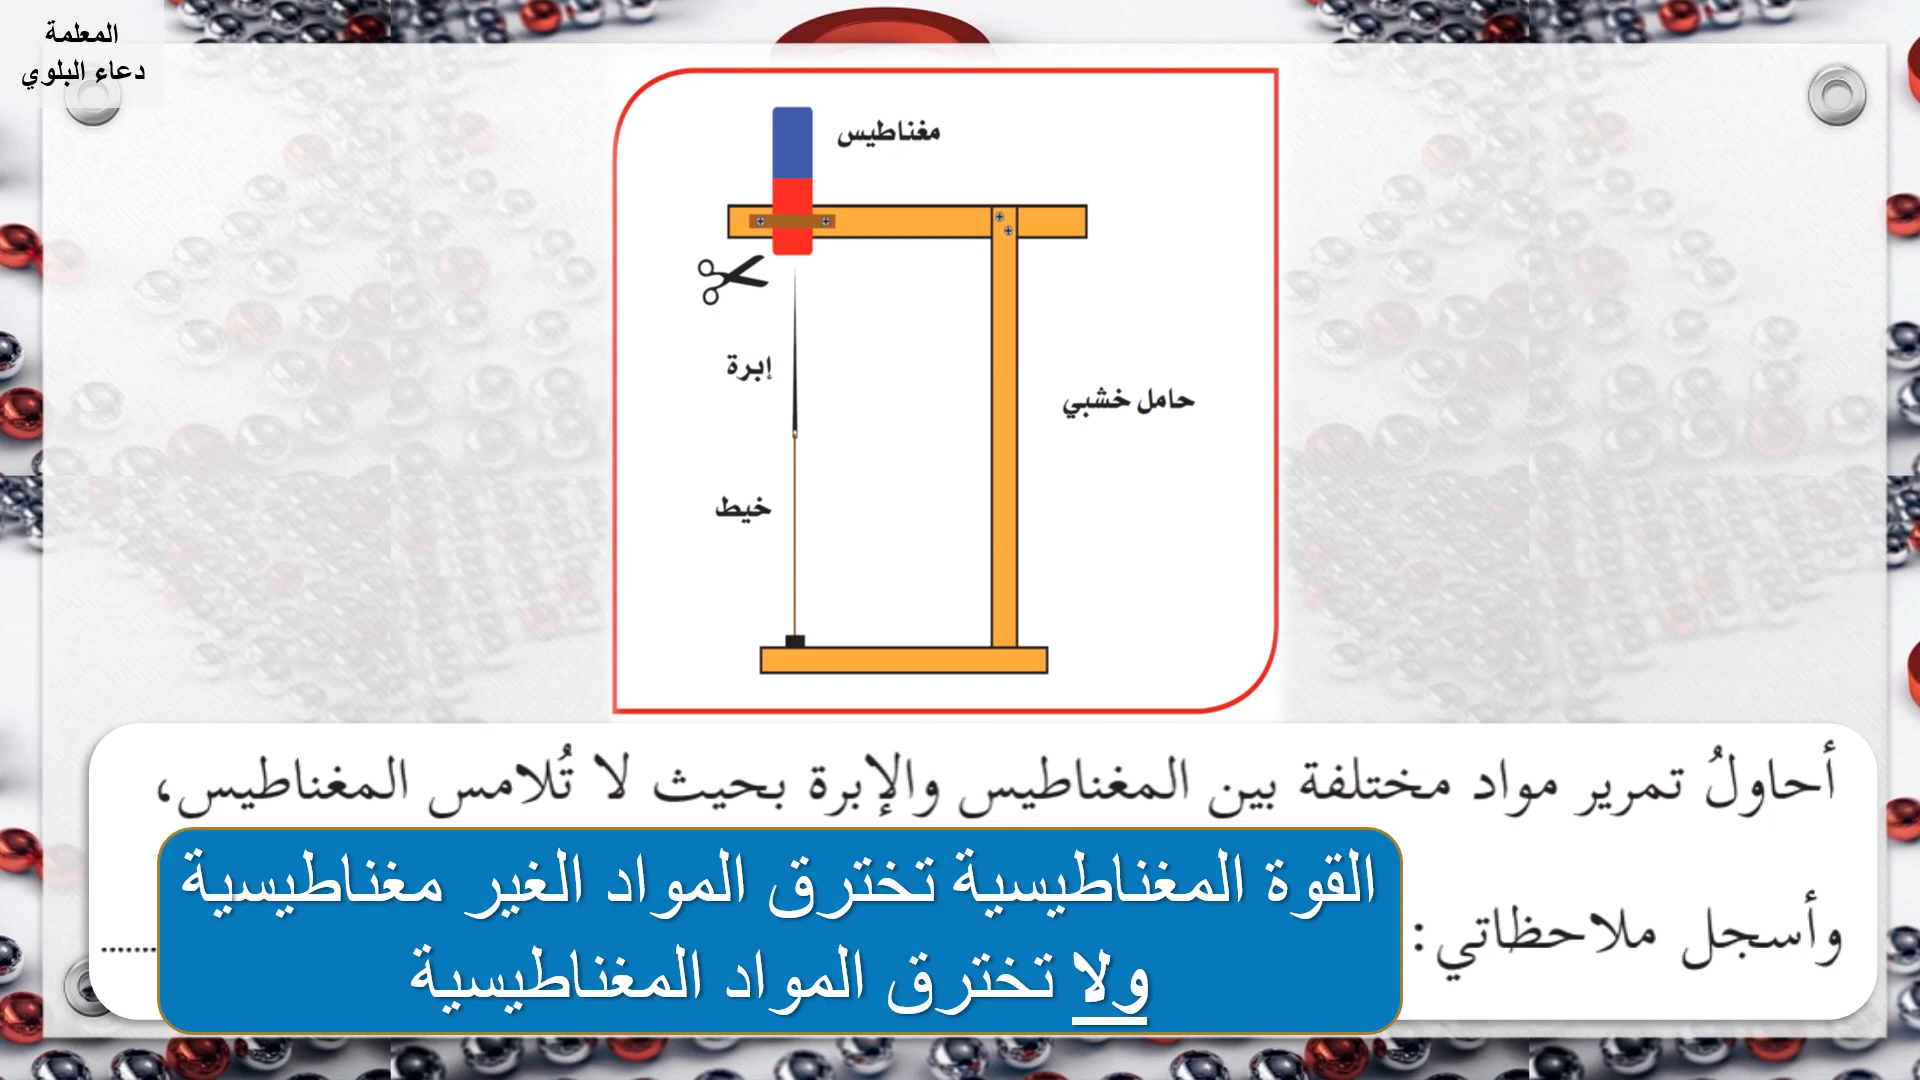 المعلمة
دعاء البلوي
مغناطيس
إبرة
حامل خشبي
خيط
أحاولُ تمرير مواد مختلفة بين المغناطيس والإبرة بحيث لا تُلامس المغناطيس،
وأسجل ملاحظاتي: ......
القوة المغناطيسية تخترق المواد الغير مغناطيسية
ولا تخترق المواد المغناطيسية